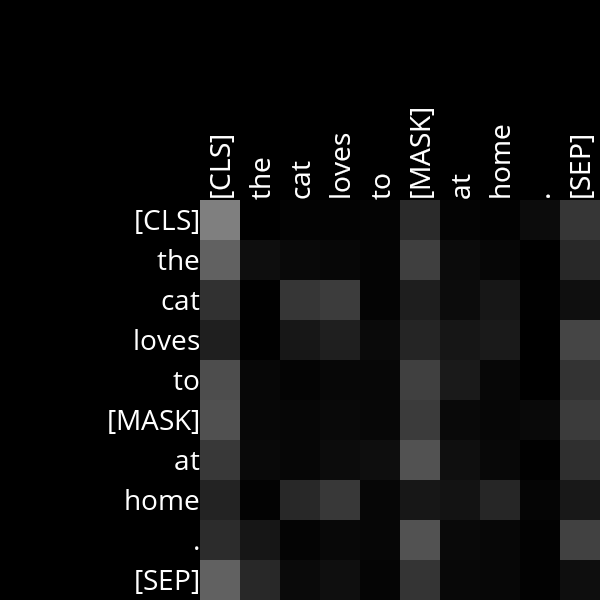 [CLS] the cat loves to [MASK] at home . [SEP]
[CLS]
the
cat
loves
to
[MASK]
at
home
.
[SEP]